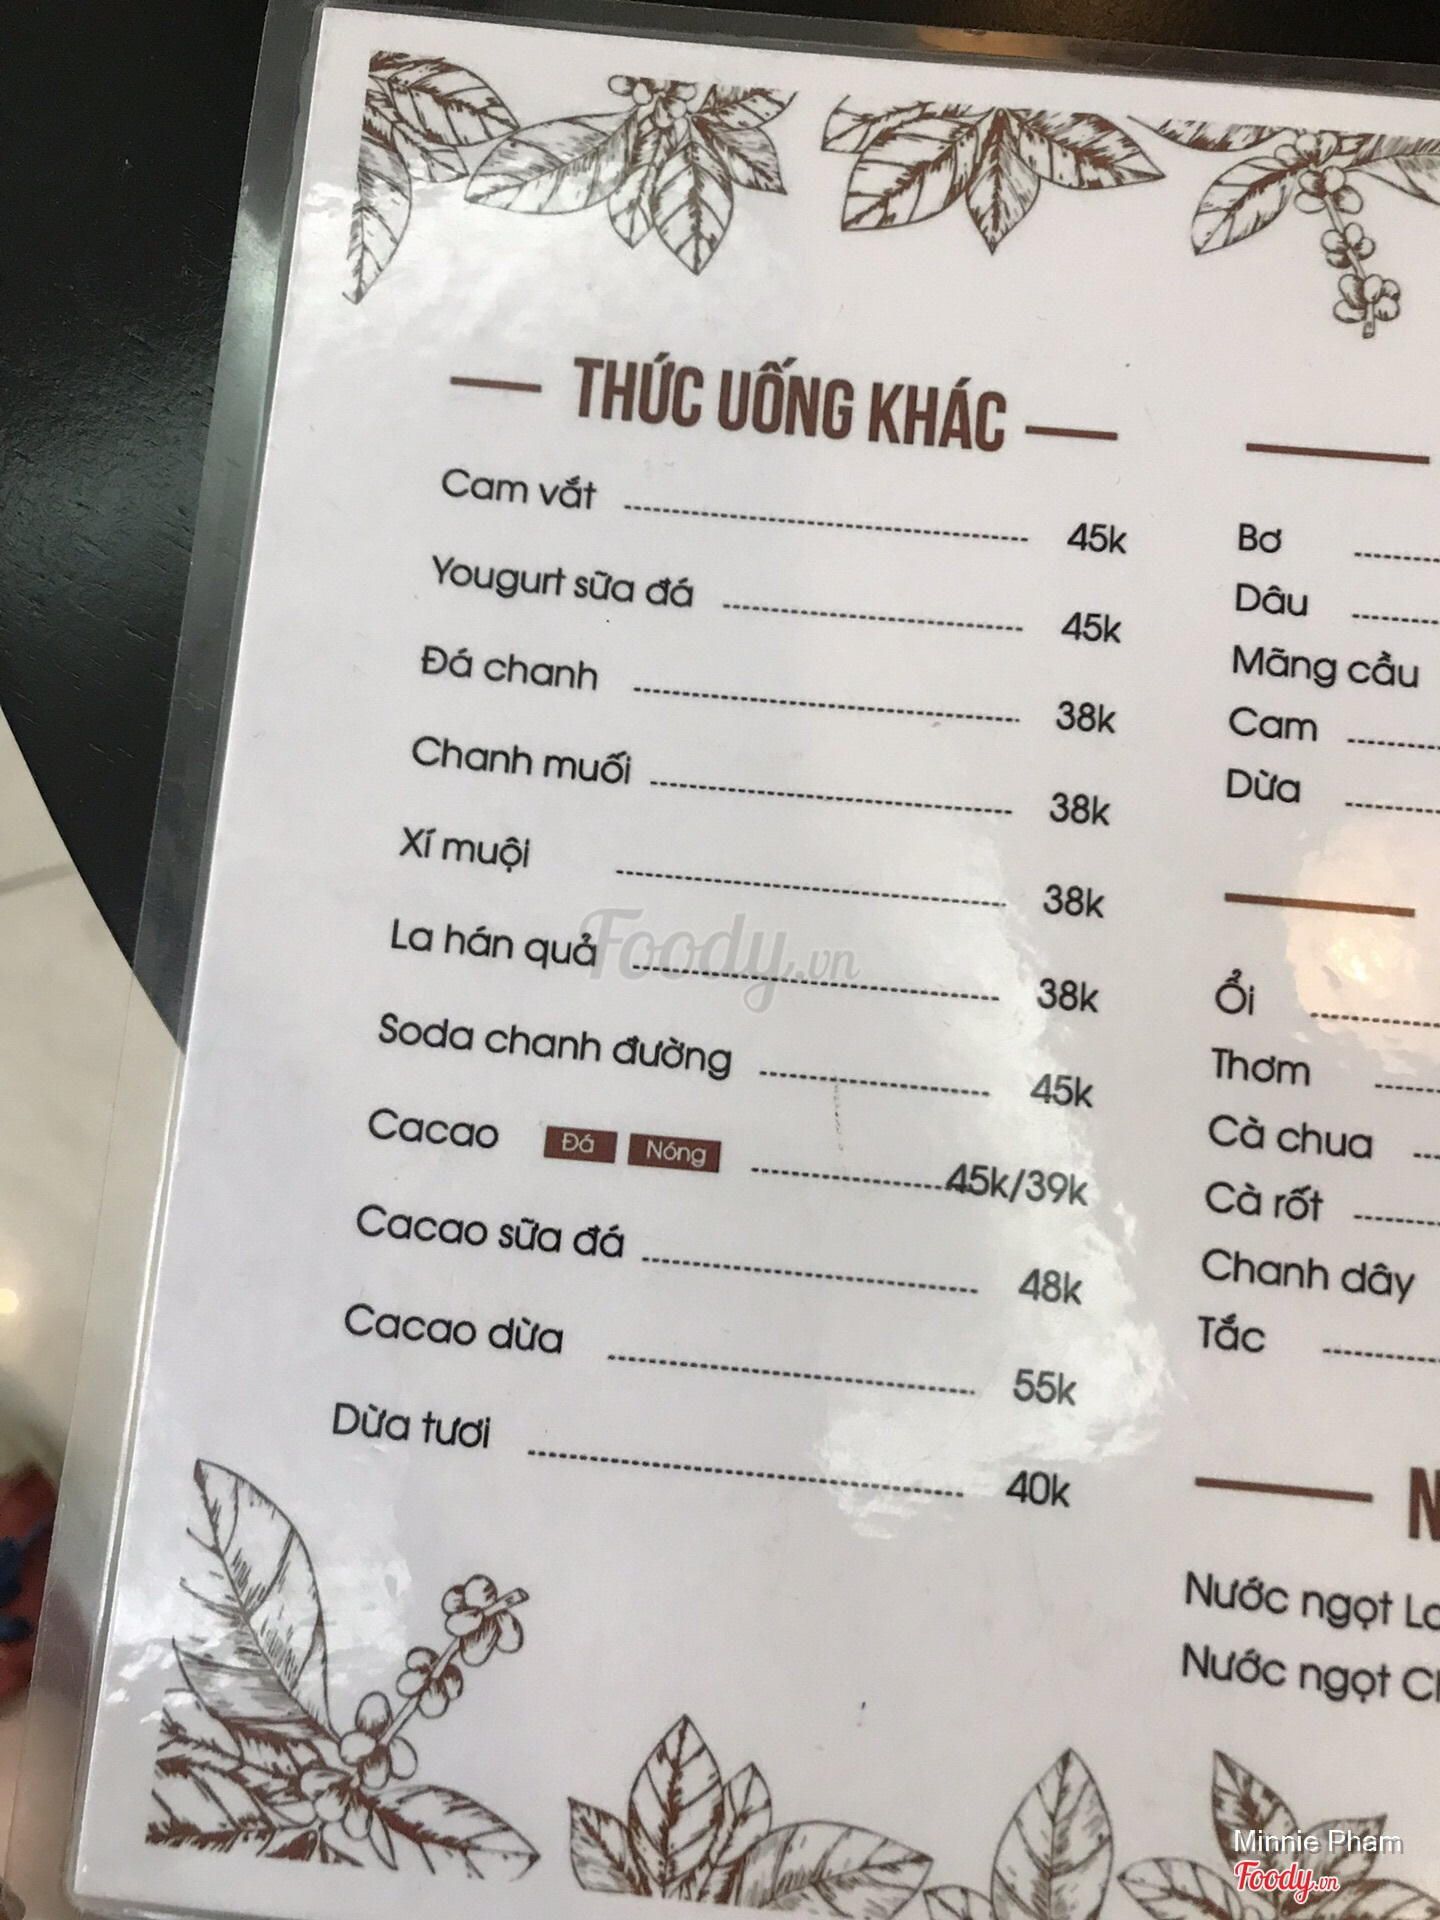 THỨC UỐNG KHÁC
Cam vắt 45k
Yougurt sữa đá 45k
Đá chanh 38k
Chanh muối 38k
Xí muội 38k
La hán quả 38k
Soda chanh đường 45k
Cacao Đá Nóng 45k/39k
Cacao sữa đá 48k
Cacao dừa 55k
Dừa tươi 40k
Bơ
Dâu
Mãng cầu
Cam
Dừa
Ổi
Thơm
Cà chua
Cà rốt
Chanh dây
Tắc
Nước ngọt
Nước ngọt
Foody.vn
Minnie Pham
Foody.vn